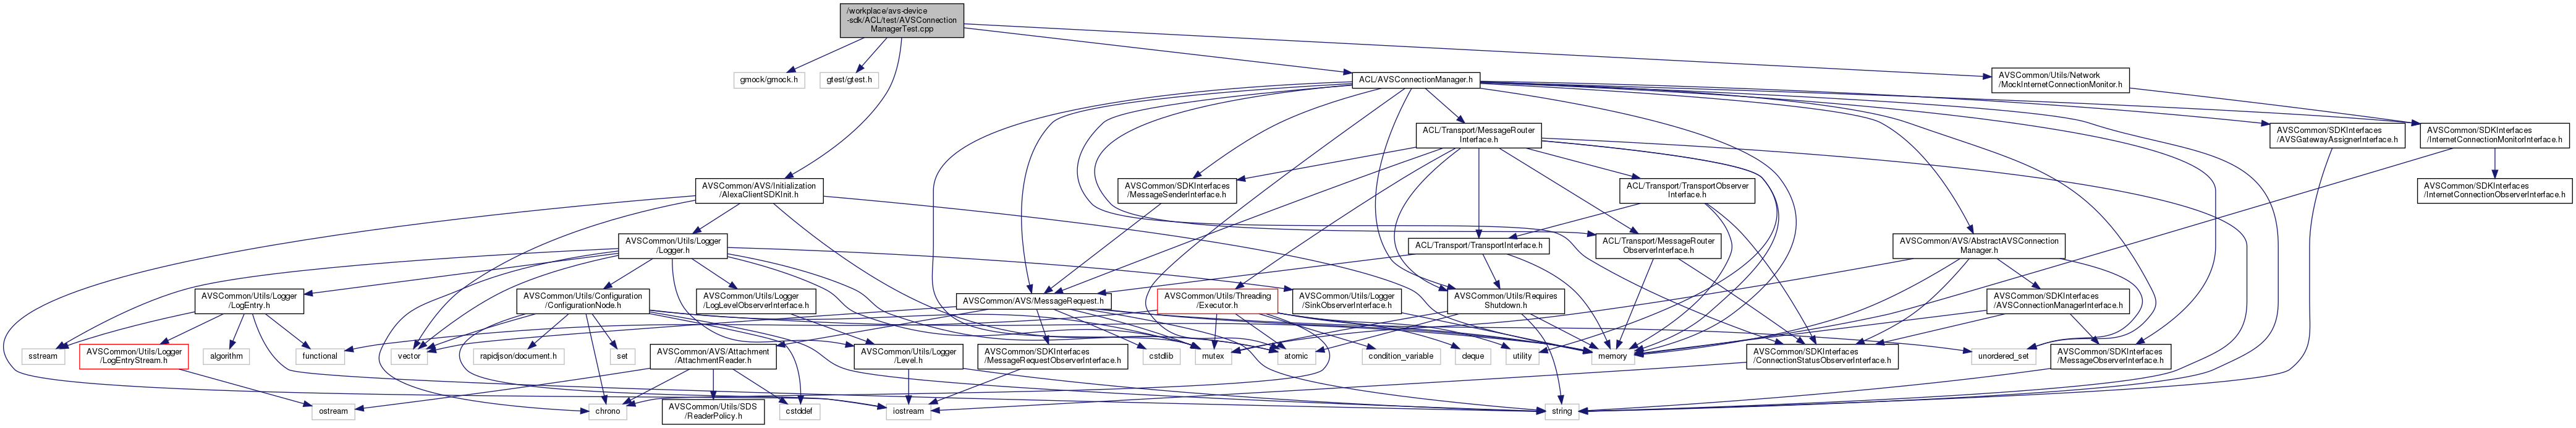 /workplace/avs-device
-sdk/ACL/test/AVSConnection
ManagerTest.cpp
gmock/gmock.h
gtest/gtest.h
ACL/AVSConnectionManager.h
AVSCommon/Utils/Network
/MockInternetConnectionMonitor.h
ACL/Transport/MessageRouter
Interface.h
AVSCommon/SDKInterfaces
/AVSGatewayAssignerInterface.h
AVSCommon/SDKInterfaces
/InternetConnectionMonitorInterface.h
AVSCommon/AVS/Initialization
/AlexaClientSDKInit.h
AVSCommon/SDKInterfaces
/MessageSenderInterface.h
ACL/Transport/TransportObserver
Interface.h
AVSCommon/SDKInterfaces
/InternetConnectionObserverInterface.h
AVSCommon/Utils/Logger
/Logger.h
ACL/Transport/TransportInterface.h
ACL/Transport/MessageRouter
ObserverInterface.h
AVSCommon/AVS/AbstractAVSConnection
Manager.h
AVSCommon/Utils/Logger
/LogEntry.h
AVSCommon/Utils/Configuration
/ConfigurationNode.h
AVSCommon/Utils/Logger
/LogLevelObserverInterface.h
AVSCommon/AVS/MessageRequest.h
AVSCommon/Utils/Threading
/Executor.h
AVSCommon/Utils/Logger
/SinkObserverInterface.h
AVSCommon/Utils/Requires
Shutdown.h
AVSCommon/SDKInterfaces
/AVSConnectionManagerInterface.h
sstream
AVSCommon/Utils/Logger
/LogEntryStream.h
algorithm
functional
vector
rapidjson/document.h
set
AVSCommon/AVS/Attachment
/AttachmentReader.h
AVSCommon/Utils/Logger
/Level.h
AVSCommon/SDKInterfaces
/MessageRequestObserverInterface.h
cstdlib
mutex
atomic
condition_variable
deque
utility
memory
AVSCommon/SDKInterfaces
/ConnectionStatusObserverInterface.h
unordered_set
AVSCommon/SDKInterfaces
/MessageObserverInterface.h
ostream
chrono
AVSCommon/Utils/SDS
/ReaderPolicy.h
cstddef
iostream
string